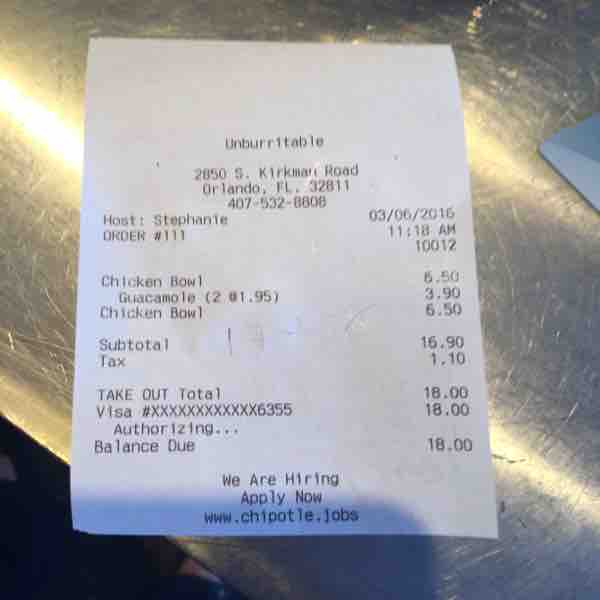 Unburritable
2850 S. Kirkman Road
Orlando, FL. 32811
407-532-8808
Host: Stephanie 03/06/2016
ORDER #111 11:18 AM
10012
Chicken Bowl 6.50
Guacamole (2 @1.95) 3.90
Chicken Bowl 6.50
Subtotal 16.90
Tax 1.10
TAKE OUT Total 18.00
Visa #XXXXXXXXXXXX6355 18.00
Authorizing...
Balance Due 18.00
We Are Hiring
Apply Now
www.chipotle.jobs